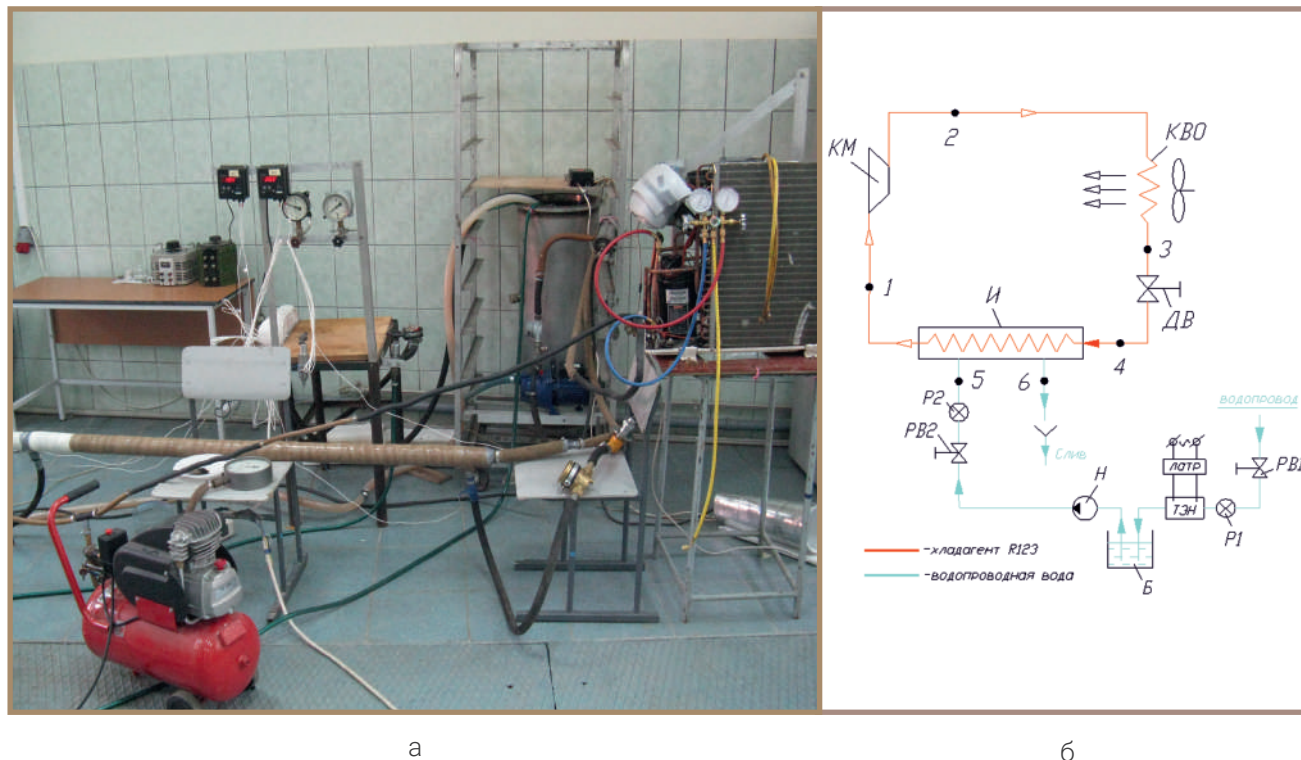 2
КВО
КМ
3
1
И
ДВ
4
5
6
Р2
ВОДОПРОВОД
РВ2
Слив
ЛАТР
РВ1
Н
ТЭН
Р1
-хладагент R123
-водопроводная вода
Б
а
б